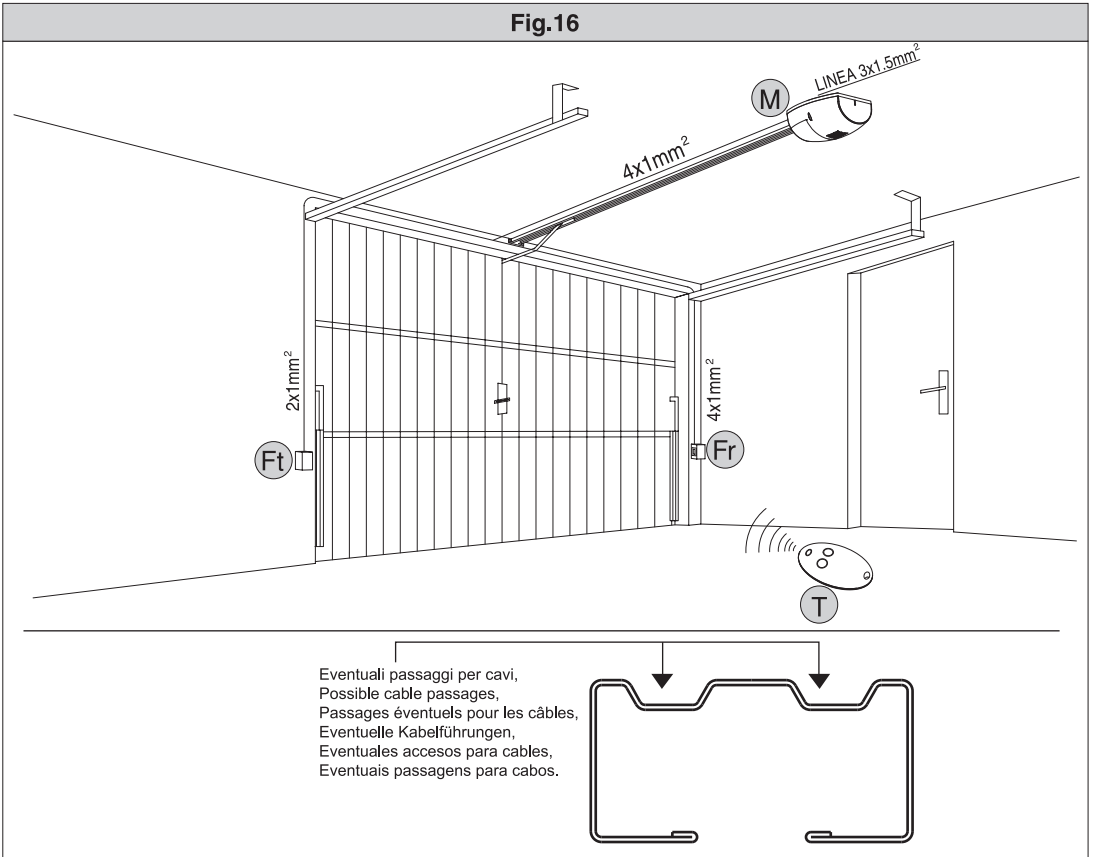 Fig.16
LINEA 3x1.5mm²
M
4x1mm²
2x1mm²
4x1mm²
Ft
Fr
T
Eventuali passaggi per cavi,
Possible cable passages,
Passages éventuels pour les câbles,
Eventuelle Kabelführungen,
Eventuales accesos para cables,
Eventuais passagens para cabos.